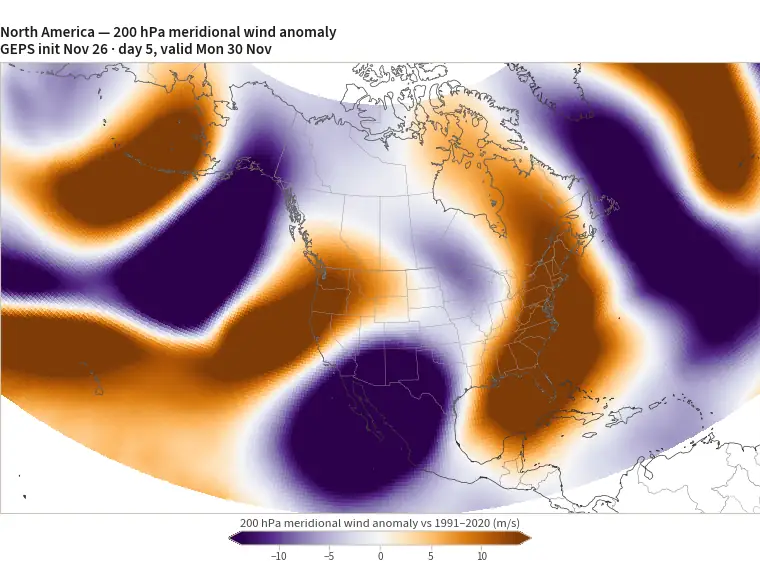 North America — 200 hPa meridional wind anomaly
GEPS init Nov 26 · day 5, valid Mon 30 Nov
200 hPa meridional wind anomaly vs 1991–2020 (m/s)
−10 −5 0 5 10